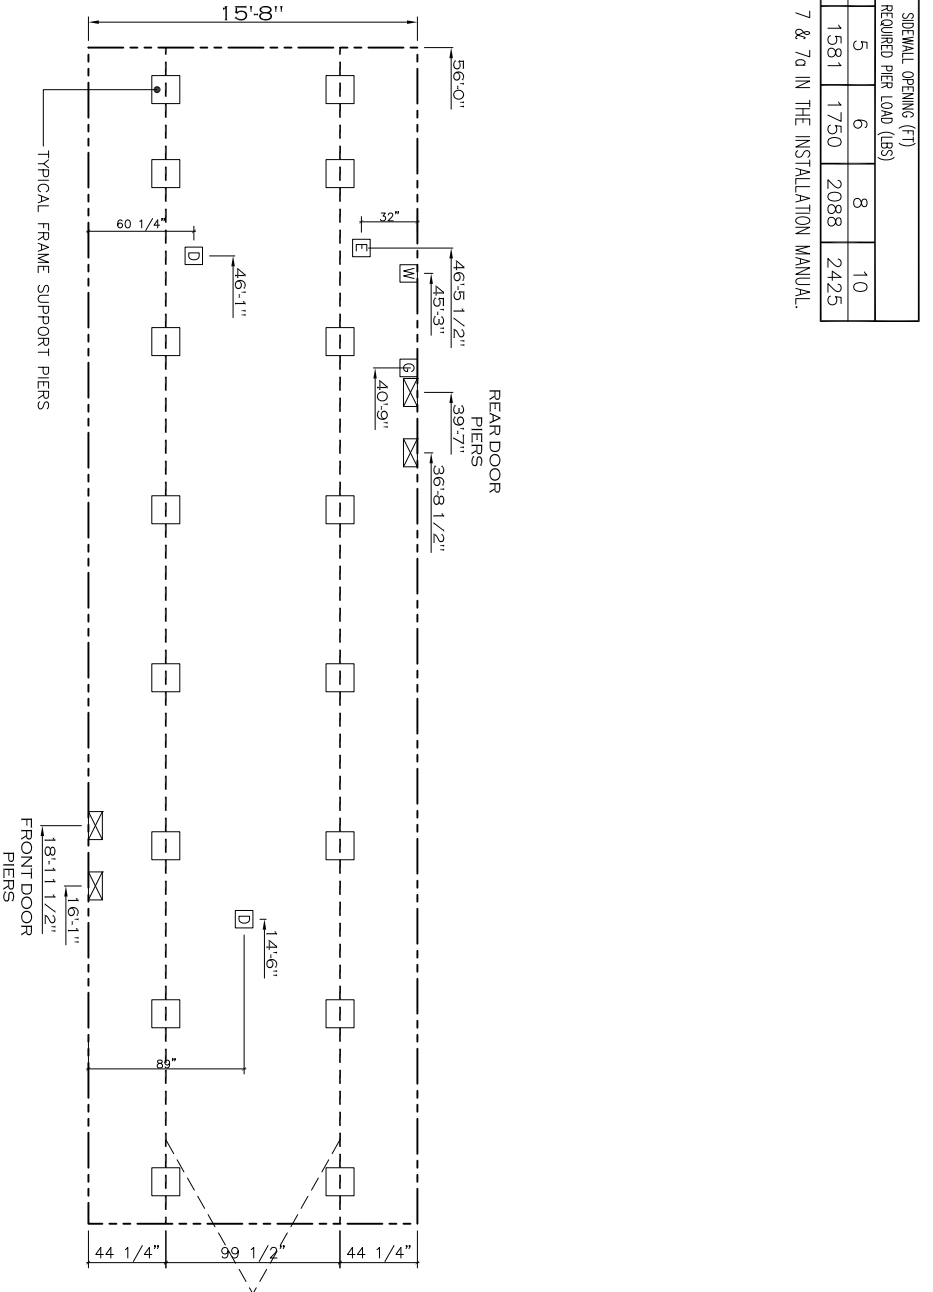 SIDEWALL OPENING (FT)
REQUIRED PIER LOAD (LBS)
5 6 8 10
1581 1750 2088 2425
7 & 7a IN THE INSTALLATION MANUAL.
15'-8"
56'-0"
TYPICAL FRAME SUPPORT PIERS
60 1/4"
D
46'-1"
32"
E
46'-5 1/2"
W
45'-3"
G
40'-9"
REAR DOOR
PIERS
39'-7"
36'-8 1/2"
FRONT DOOR
PIERS
18'-11 1/2"
16'-1"
D
14'-6"
89"
44 1/4"
99 1/2"
44 1/4"